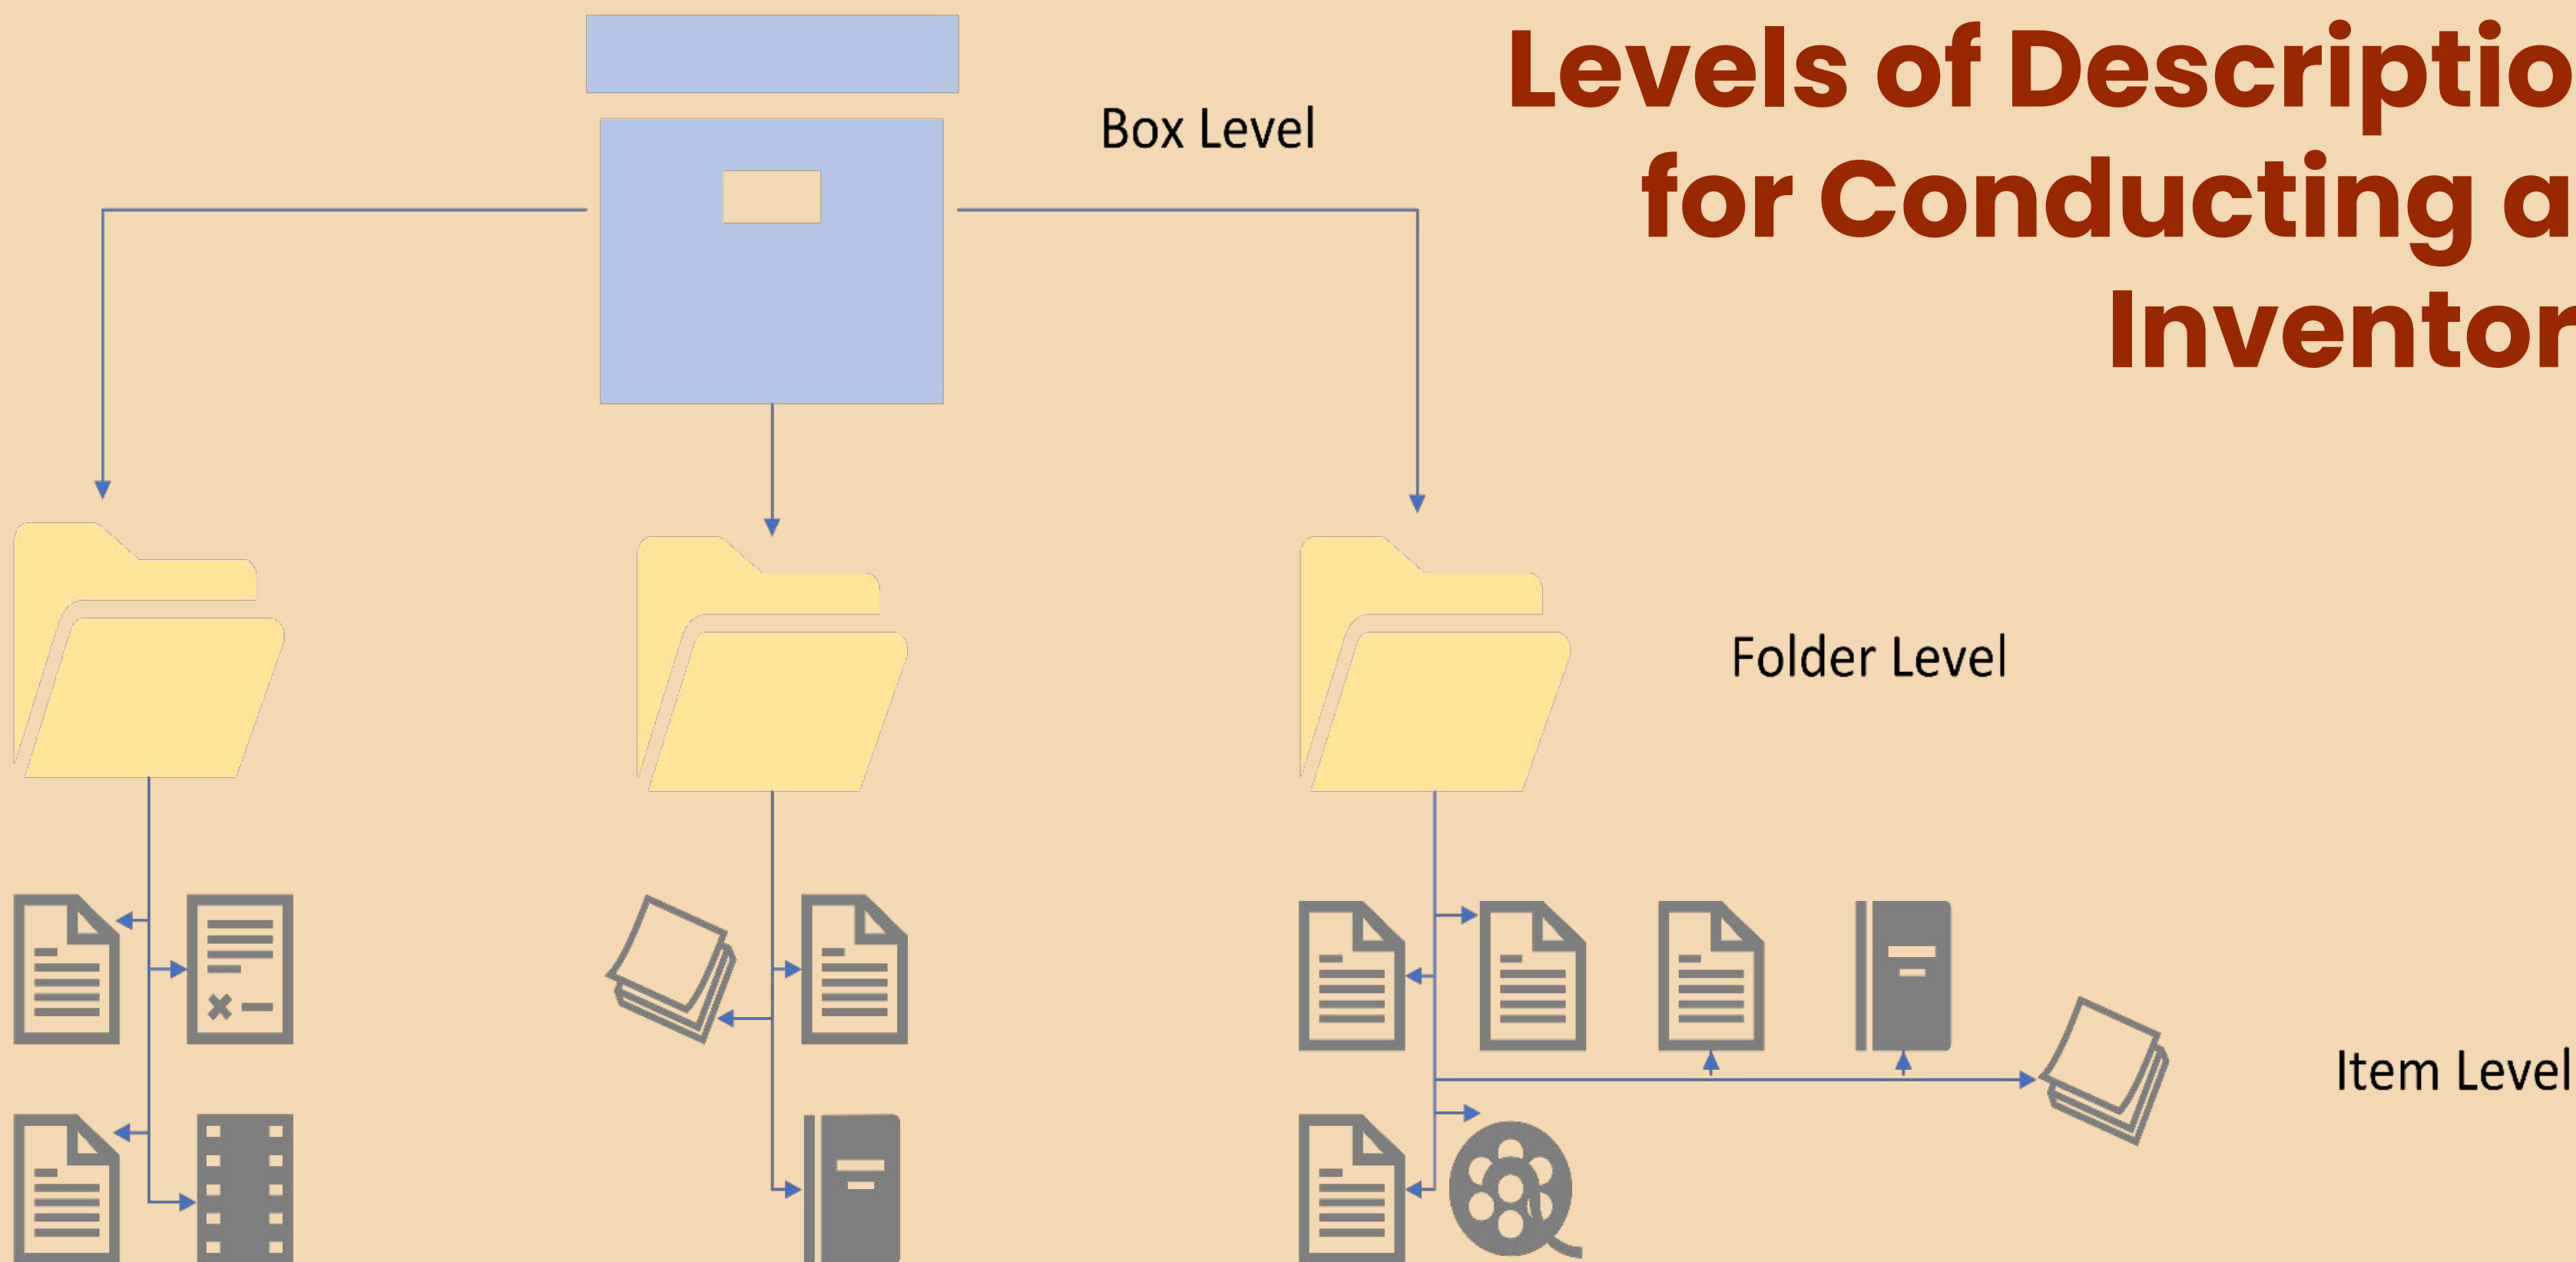 Levels of Descriptio
for Conducting a
Inventor
Box Level
Folder Level
Item Level